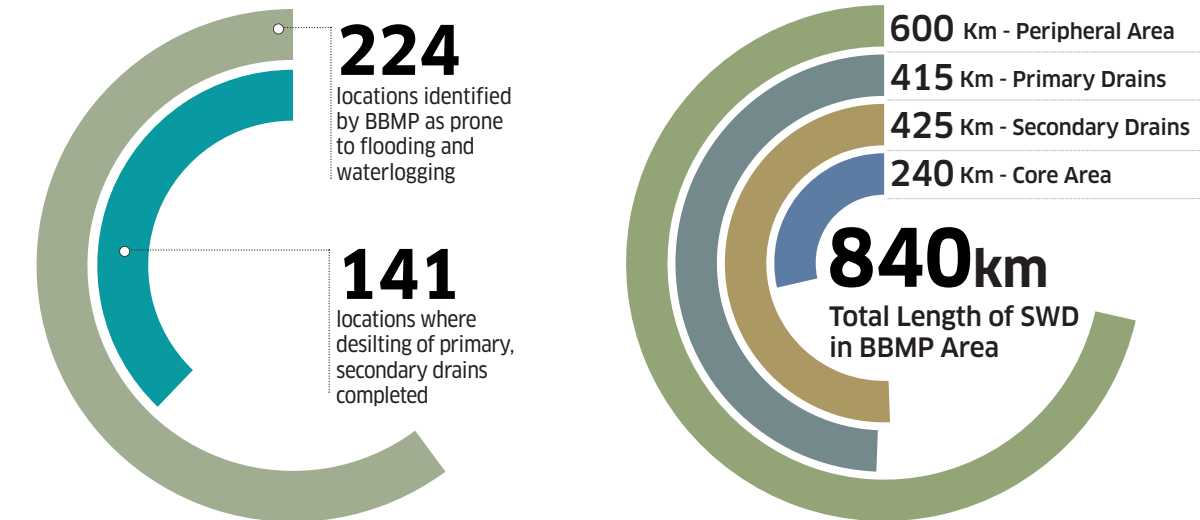 224
locations identified
by BBMP as prone
to flooding and
waterlogging
141
locations where
desilting of primary,
secondary drains
completed
600 Km - Peripheral Area
415 Km - Primary Drains
425 Km - Secondary Drains
240 Km - Core Area
840km
Total Length of SWD
in BBMP Area